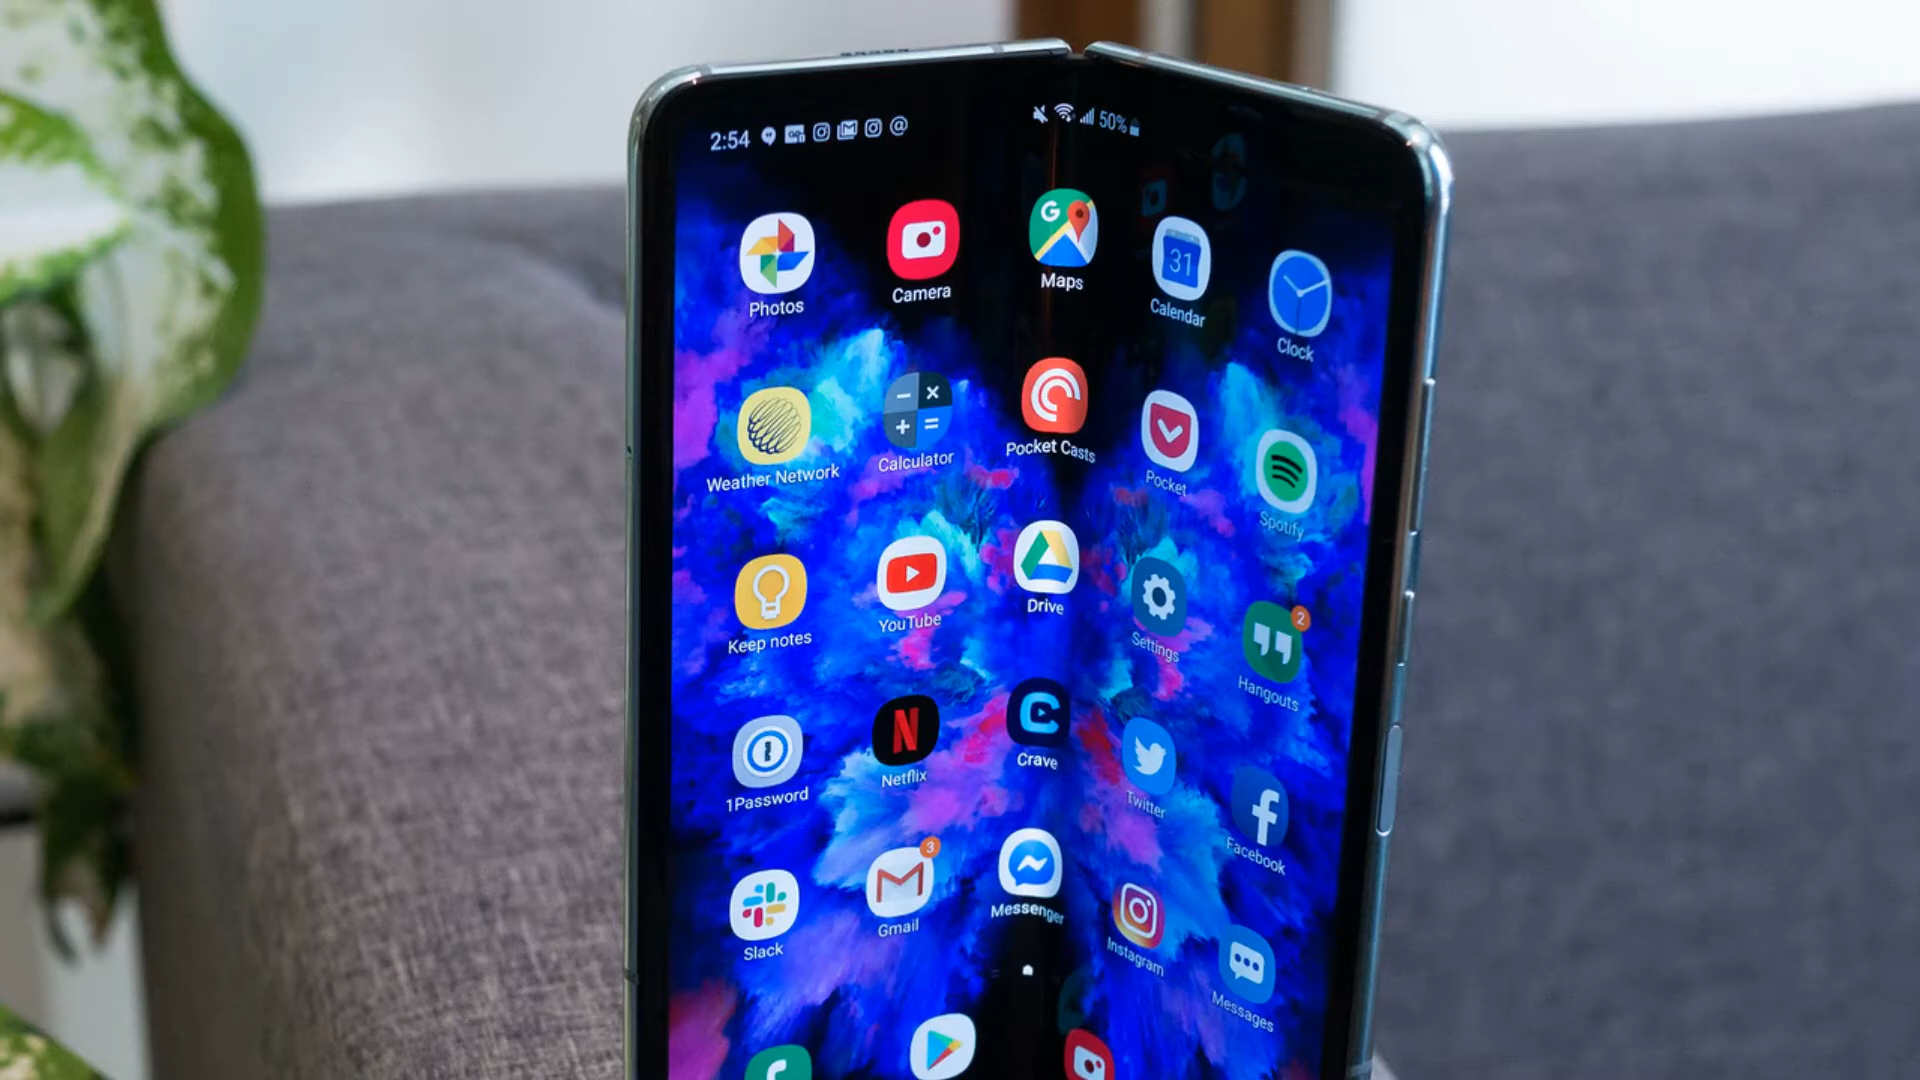 2:54 50%
Photos Camera Maps Calendar Clock
G 31
Weather Network Calculator Pocket Casts Pocket Spotify
Keep notes YouTube Drive Settings Hangouts
2
1Password Netflix Crave Twitter Facebook
N
3
Slack Gmail Messenger Instagram Messages